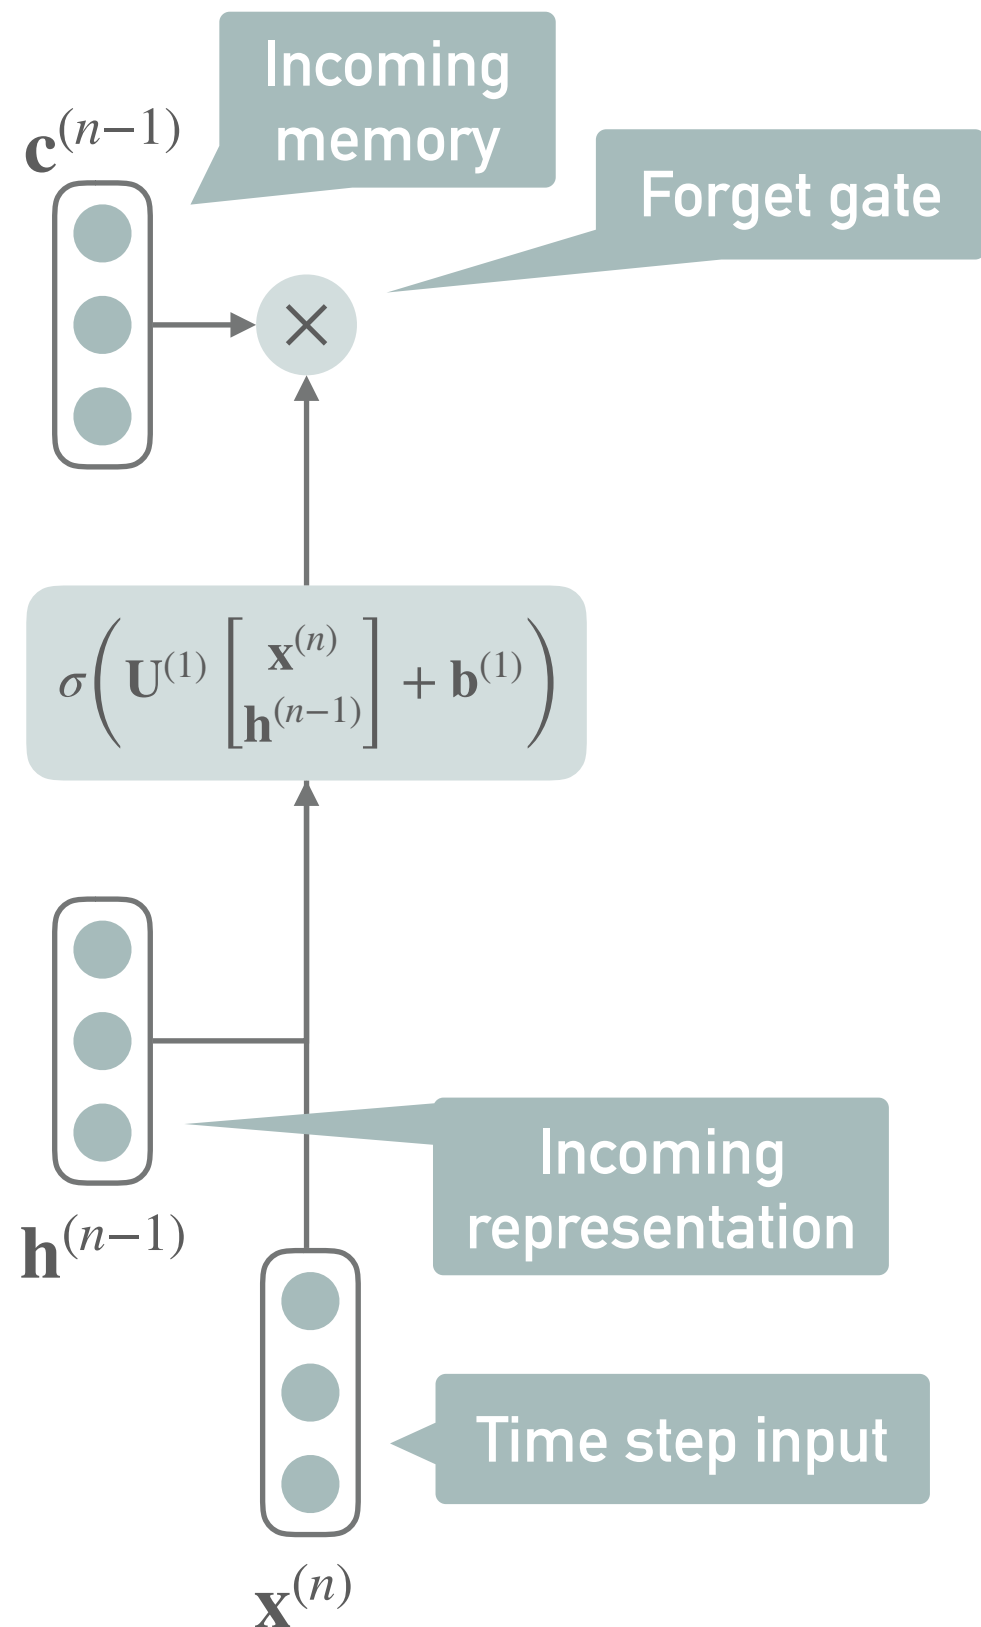 Incoming
memory
c^{(n−1)}
Forget gate
×
σ(U^{(1)} [x^{(n)}
h^{(n−1)}] + b^{(1)})
Incoming
representation
h^{(n−1)}
Time step input
x^{(n)}